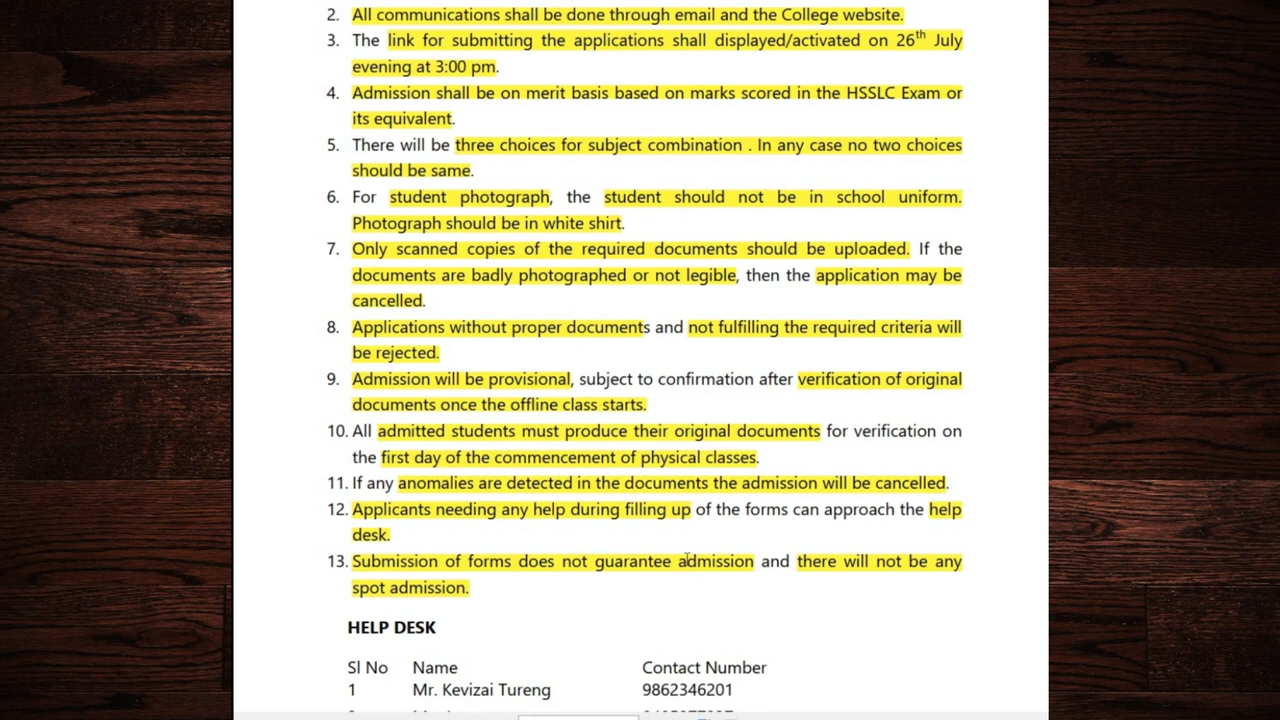 2. All communications shall be done through email and the College website.
3. The link for submitting the applications shall displayed/activated on 26th July
evening at 3:00 pm.
4. Admission shall be on merit basis based on marks scored in the HSSLC Exam or
its equivalent.
5. There will be three choices for subject combination . In any case no two choices
should be same.
6. For student photograph, the student should not be in school uniform.
Photograph should be in white shirt.
7. Only scanned copies of the required documents should be uploaded. If the
documents are badly photographed or not legible, then the application may be
cancelled.
8. Applications without proper documents and not fulfilling the required criteria will
be rejected.
9. Admission will be provisional, subject to confirmation after verification of original
documents once the offline class starts.
10. All admitted students must produce their original documents for verification on
the first day of the commencement of physical classes.
11. If any anomalies are detected in the documents the admission will be cancelled.
12. Applicants needing any help during filling up of the forms can approach the help
desk.
13. Submission of forms does not guarantee admission and there will not be any
spot admission.
HELP DESK
Sl No Name Contact Number
1 Mr. Kevizai Tureng 9862346201